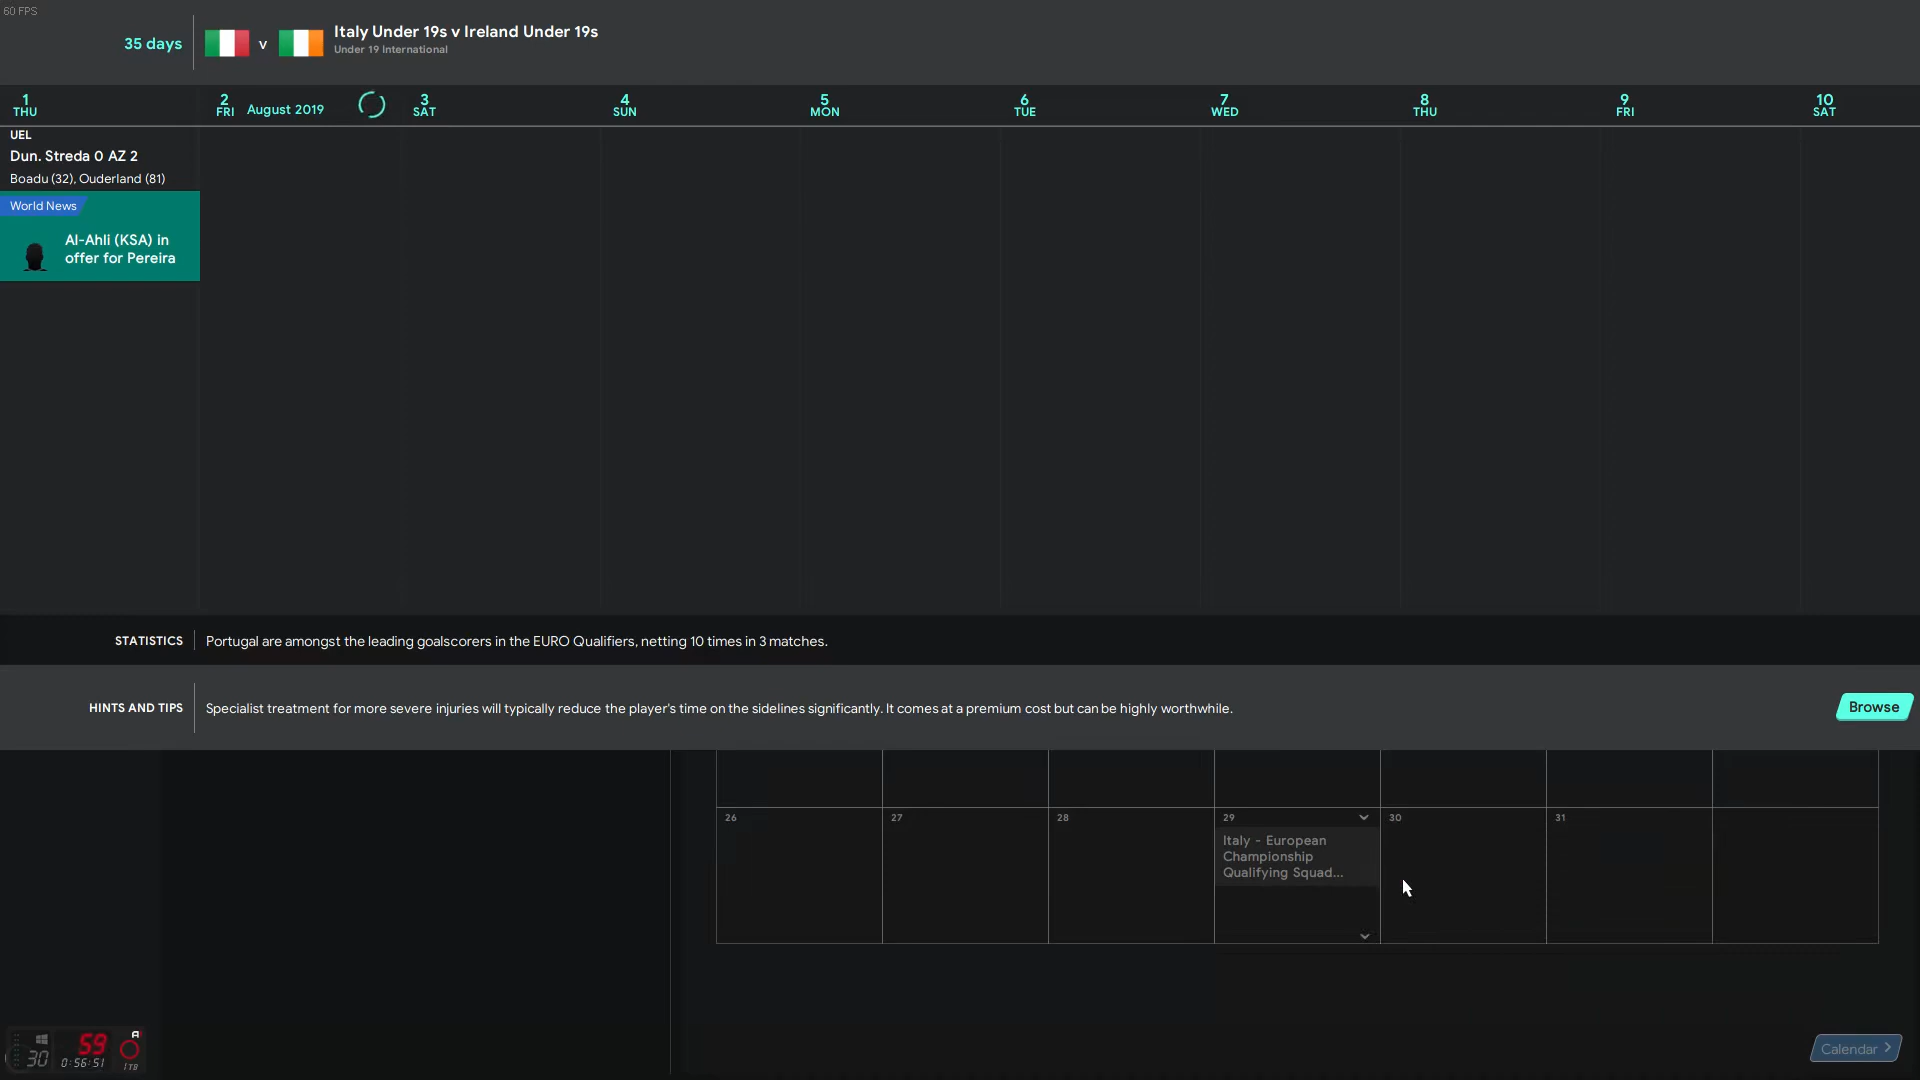 60 FPS
35 days
v
Italy Under 19s v Ireland Under 19s
Under 19 International
1
THU
2
FRI
August 2019
3
SAT
4
SUN
5
MON
6
TUE
7
WED
8
THU
9
FRI
10
SAT
UEL
Dun. Streda 0 AZ 2
Boadu (32), Ouderland (81)
World News
Al-Ahli (KSA) in
offer for Pereira
STATISTICS
Portugal are amongst the leading goalscorers in the EURO Qualifiers, netting 10 times in 3 matches.
HINTS AND TIPS
Specialist treatment for more severe injuries will typically reduce the player's time on the sidelines significantly. It comes at a premium cost but can be highly worthwhile.
Browse
26
27
28
29
30
31
Italy - European
Championship
Qualifying Squad...
59
A
30
0:56:51
1TB
Calendar